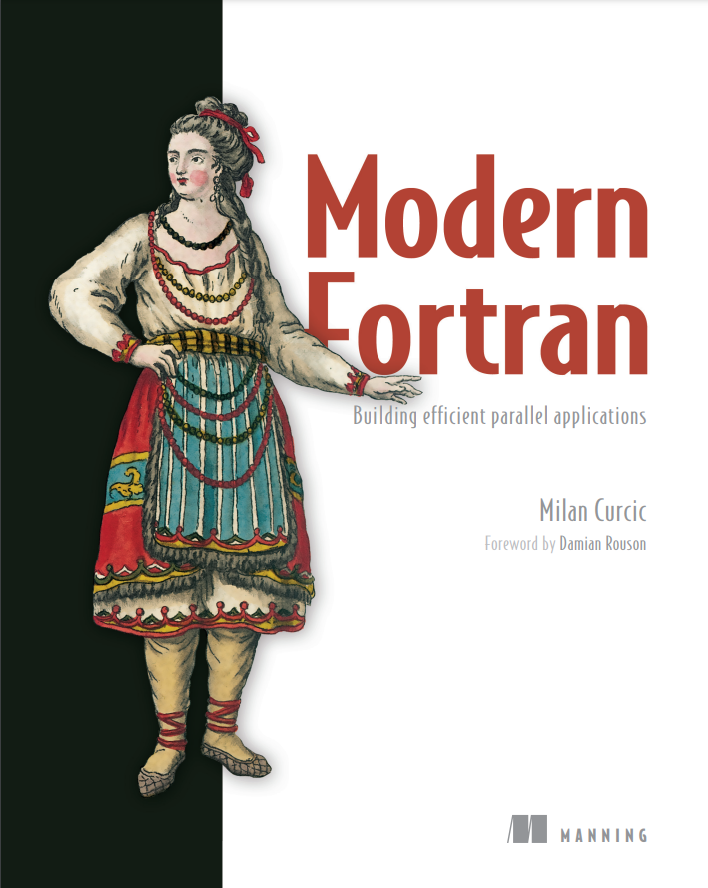 Modern
Fortran
Building efficient parallel applications
Milan Curcic
Foreword by Damian Rouson
MANNING